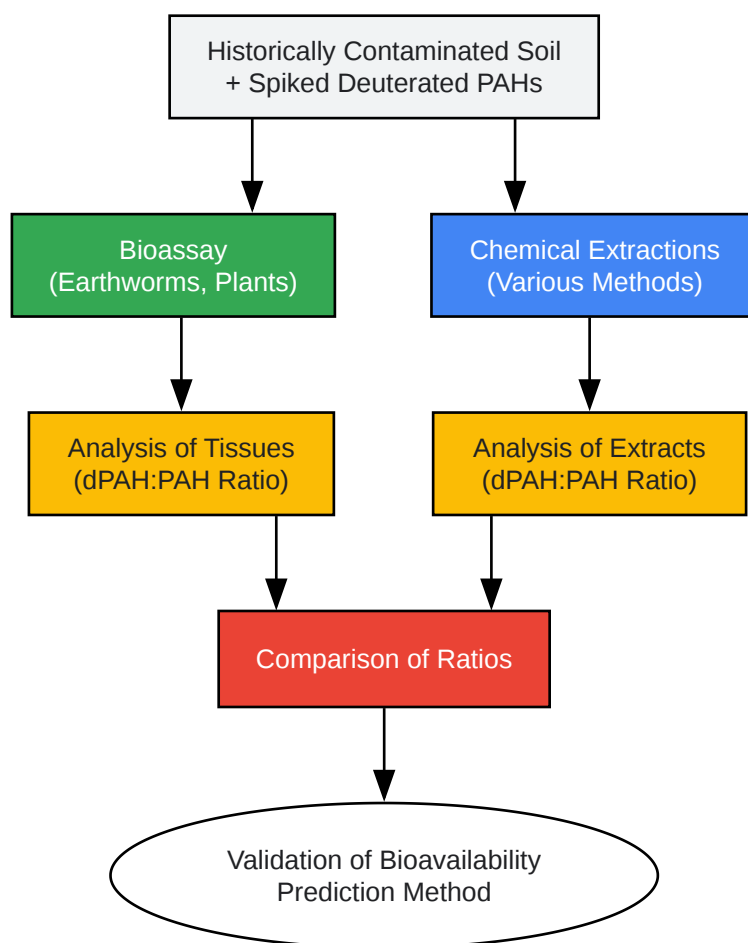 Historically Contaminated Soil
+ Spiked Deuterated PAHs
Bioassay
(Earthworms, Plants)
Chemical Extractions
(Various Methods)
Analysis of Tissues
(dPAH:PAH Ratio)
Analysis of Extracts
(dPAH:PAH Ratio)
Comparison of Ratios
Validation of Bioavailability
Prediction Method